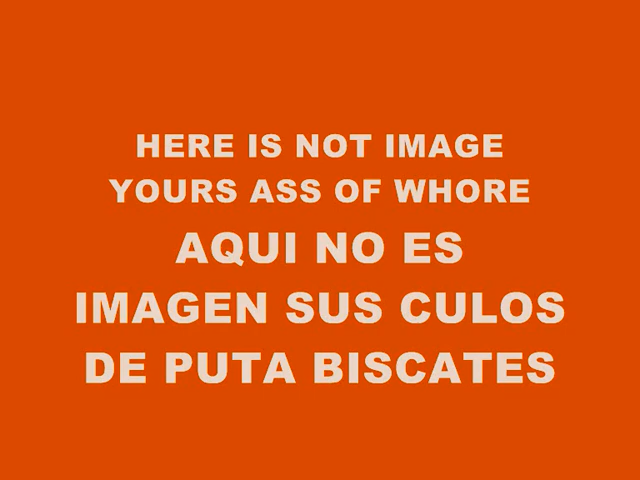 HERE IS NOT IMAGE
YOURS ASS OF WHORE
AQUI NO ES
IMAGEN SUS CULOS
DE PUTA BISCATES